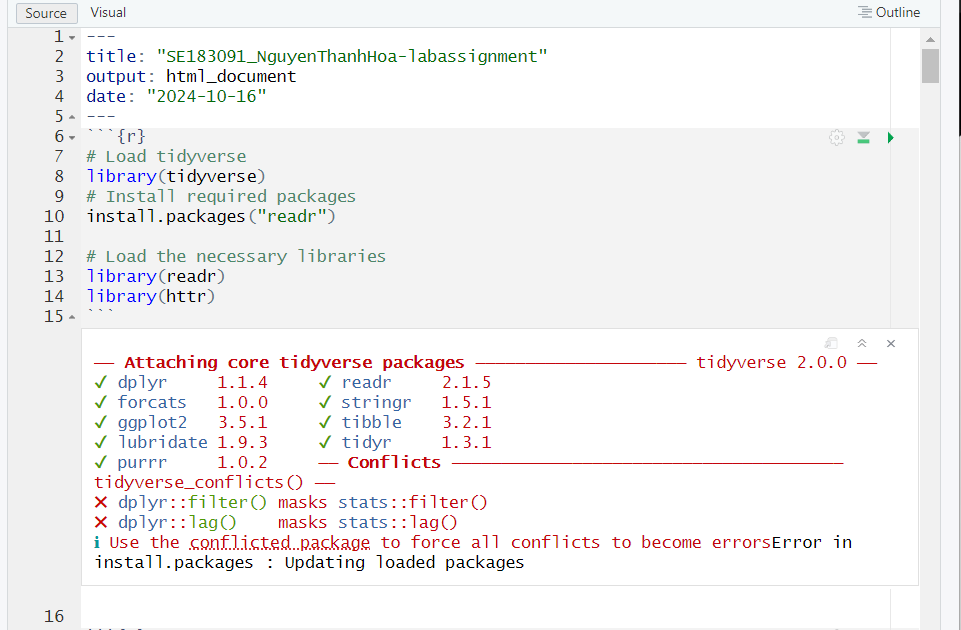 Source Visual Outline
1 ---
2 title: "SE183091_NguyenThanhHoa-labassignment"
3 output: html_document
4 date: "2024-10-16"
5 ---
6 ```{r}
7 # Load tidyverse
8 library(tidyverse)
9 # Install required packages
10 install.packages("readr")
11
12 # Load the necessary libraries
13 library(readr)
14 library(httr)
15 ```
── Attaching core tidyverse packages ───────────────────── tidyverse 2.0.0 ──
✓ dplyr 1.1.4 ✓ readr 2.1.5
✓ forcats 1.0.0 ✓ stringr 1.5.1
✓ ggplot2 3.5.1 ✓ tibble 3.2.1
✓ lubridate 1.9.3 ✓ tidyr 1.3.1
✓ purrr 1.0.2 ── Conflicts ───────────────────────────────────────
tidyverse_conflicts() ──
✗ dplyr::filter() masks stats::filter()
✗ dplyr::lag() masks stats::lag()
ℹ Use the conflicted package to force all conflicts to become errorsError in
install.packages : Updating loaded packages
16